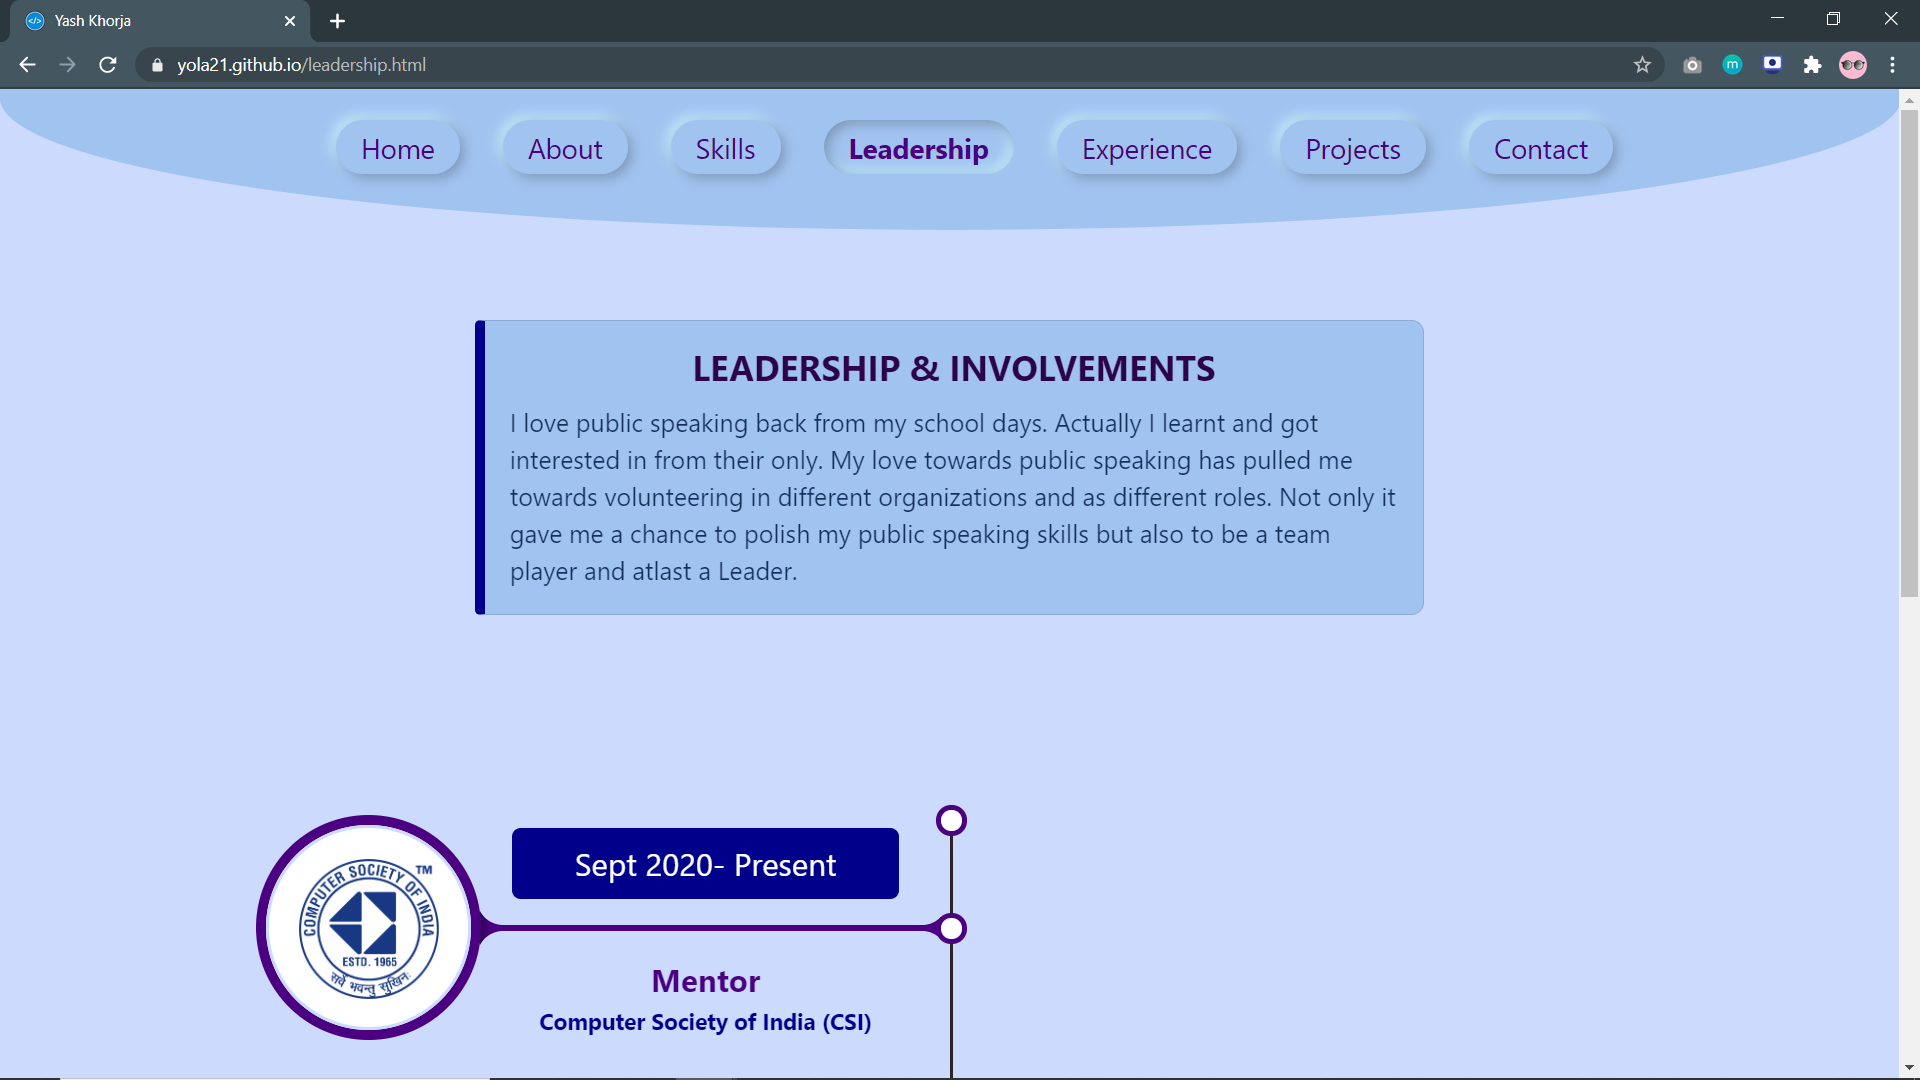 Yash Khorja
yola21.github.io/leadership.html
m
Home About Skills Leadership Experience Projects Contact
LEADERSHIP & INVOLVEMENTS
I love public speaking back from my school days. Actually I learnt and got
interested in from their only. My love towards public speaking has pulled me
towards volunteering in different organizations and as different roles. Not only it
gave me a chance to polish my public speaking skills but also to be a team
player and atlast a Leader.
COMPUTER SOCIETY OF INDIA
TM
ESTD. 1965
सर्वे भवन्तु सुखिनः
Sept 2020- Present
Mentor
Computer Society of India (CSI)